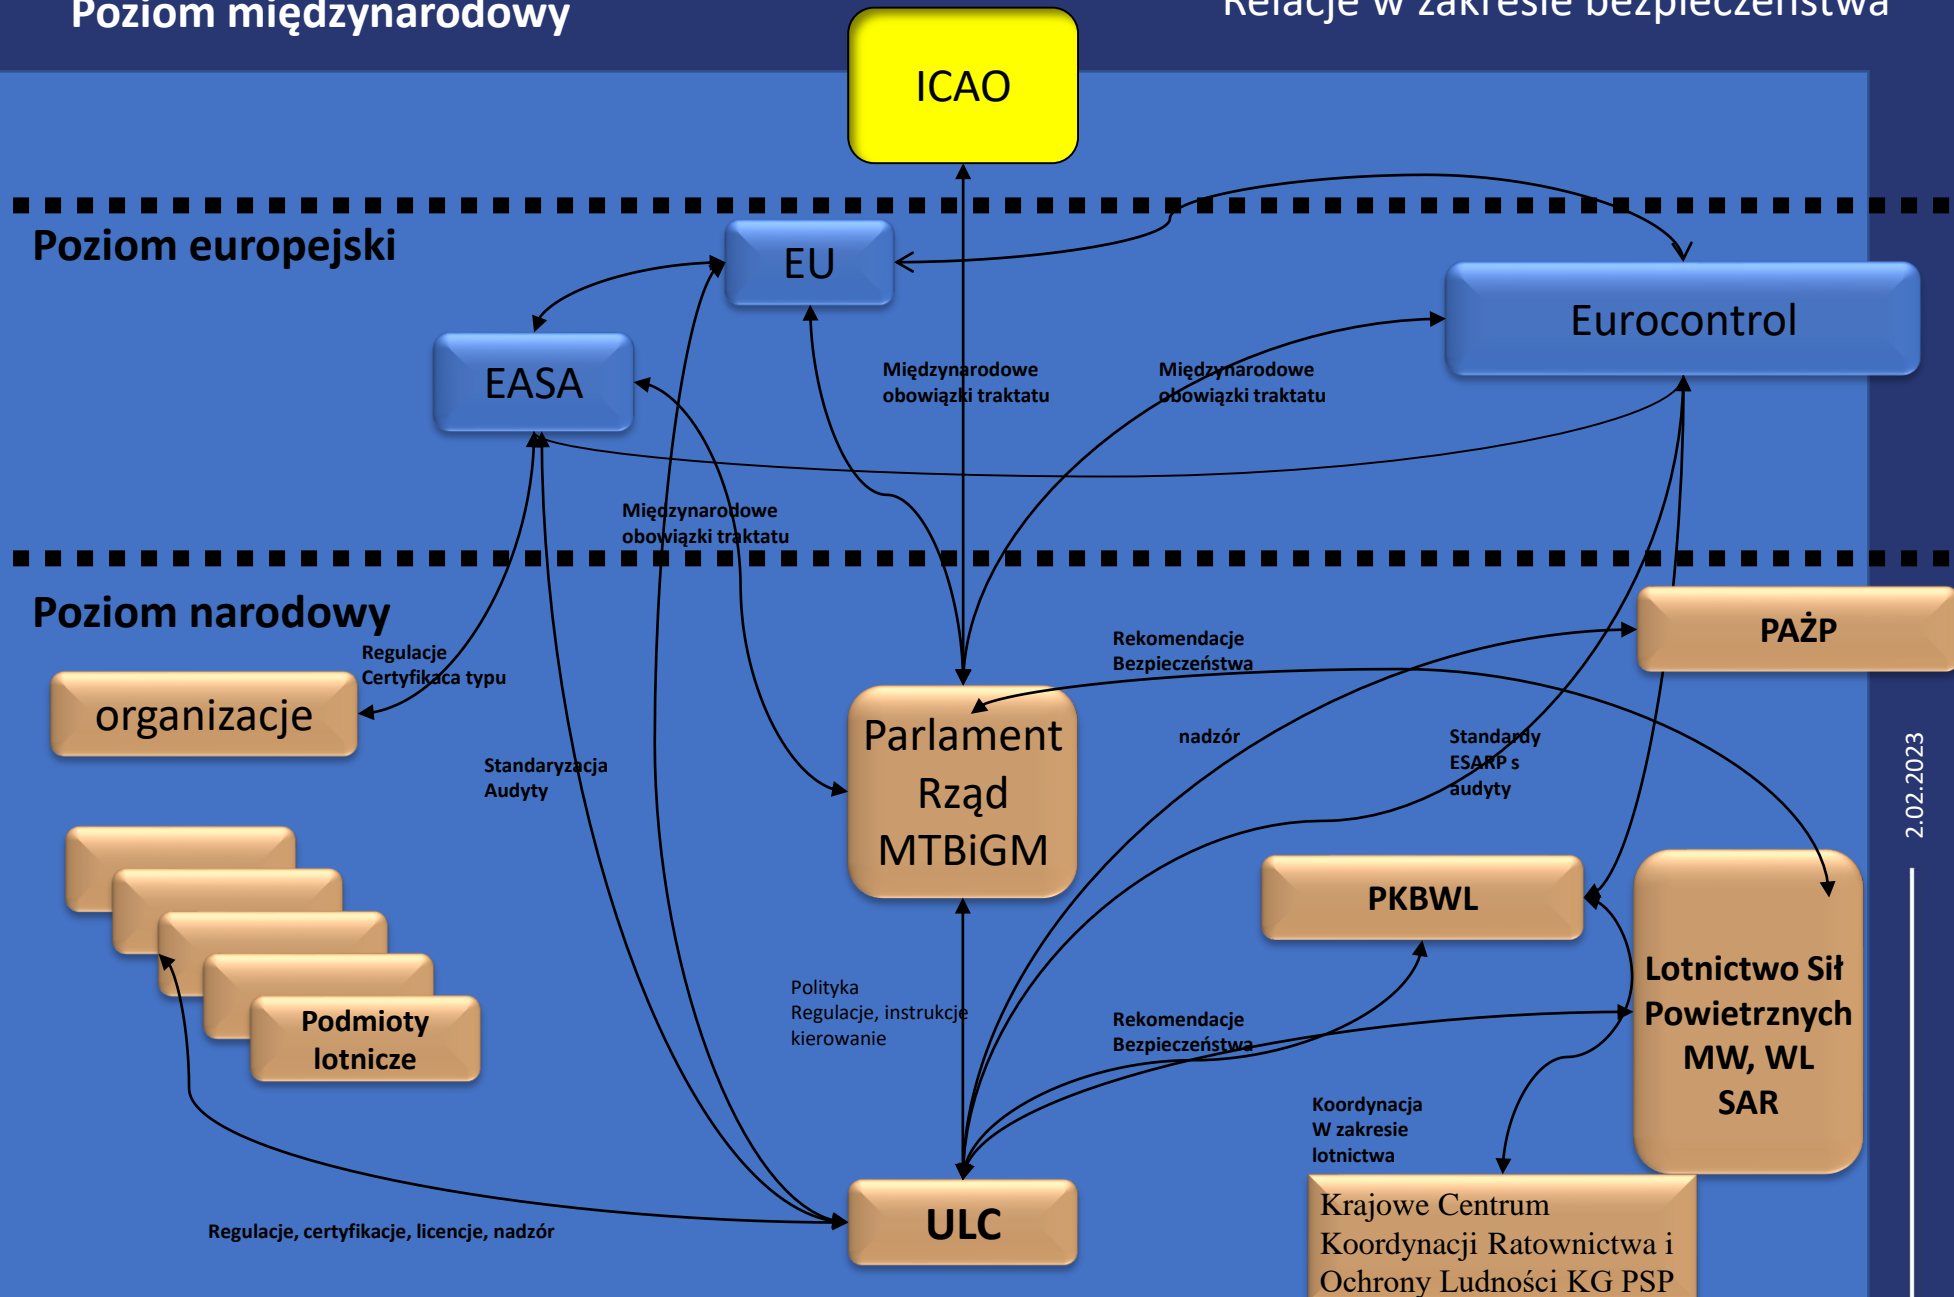 Poziom międzynarodowy
Relacje w zakresie bezpieczeństwa
ICAO
Poziom europejski
EU
Eurocontrol
EASA
Międzynarodowe
obowiązki traktatu
Międzynarodowe
obowiązki traktatu
Międzynarodowe
obowiązki traktatu
Poziom narodowy
PAŻP
Regulacje
Certyfikaca typu
Rekomendacje
Bezpieczeństwa
organizacje
Parlament
Rząd
MTBiGM
nadzór
Standardy
ESARP s
audyty
Standaryzacja
Audyty
2.02.2023
PKBWL
Lotnictwo Sił
Powietrznych
MW, WL
SAR
Podmioty
lotnicze
Polityka
Regulacje, instrukcje
kierowanie
Rekomendacje
Bezpieczeństwa
Koordynacja
W zakresie
lotnictwa
ULC
Regulacje, certyfikacje, licencje, nadzór
Krajowe Centrum
Koordynacji Ratownictwa i
Ochrony Ludności KG PSP